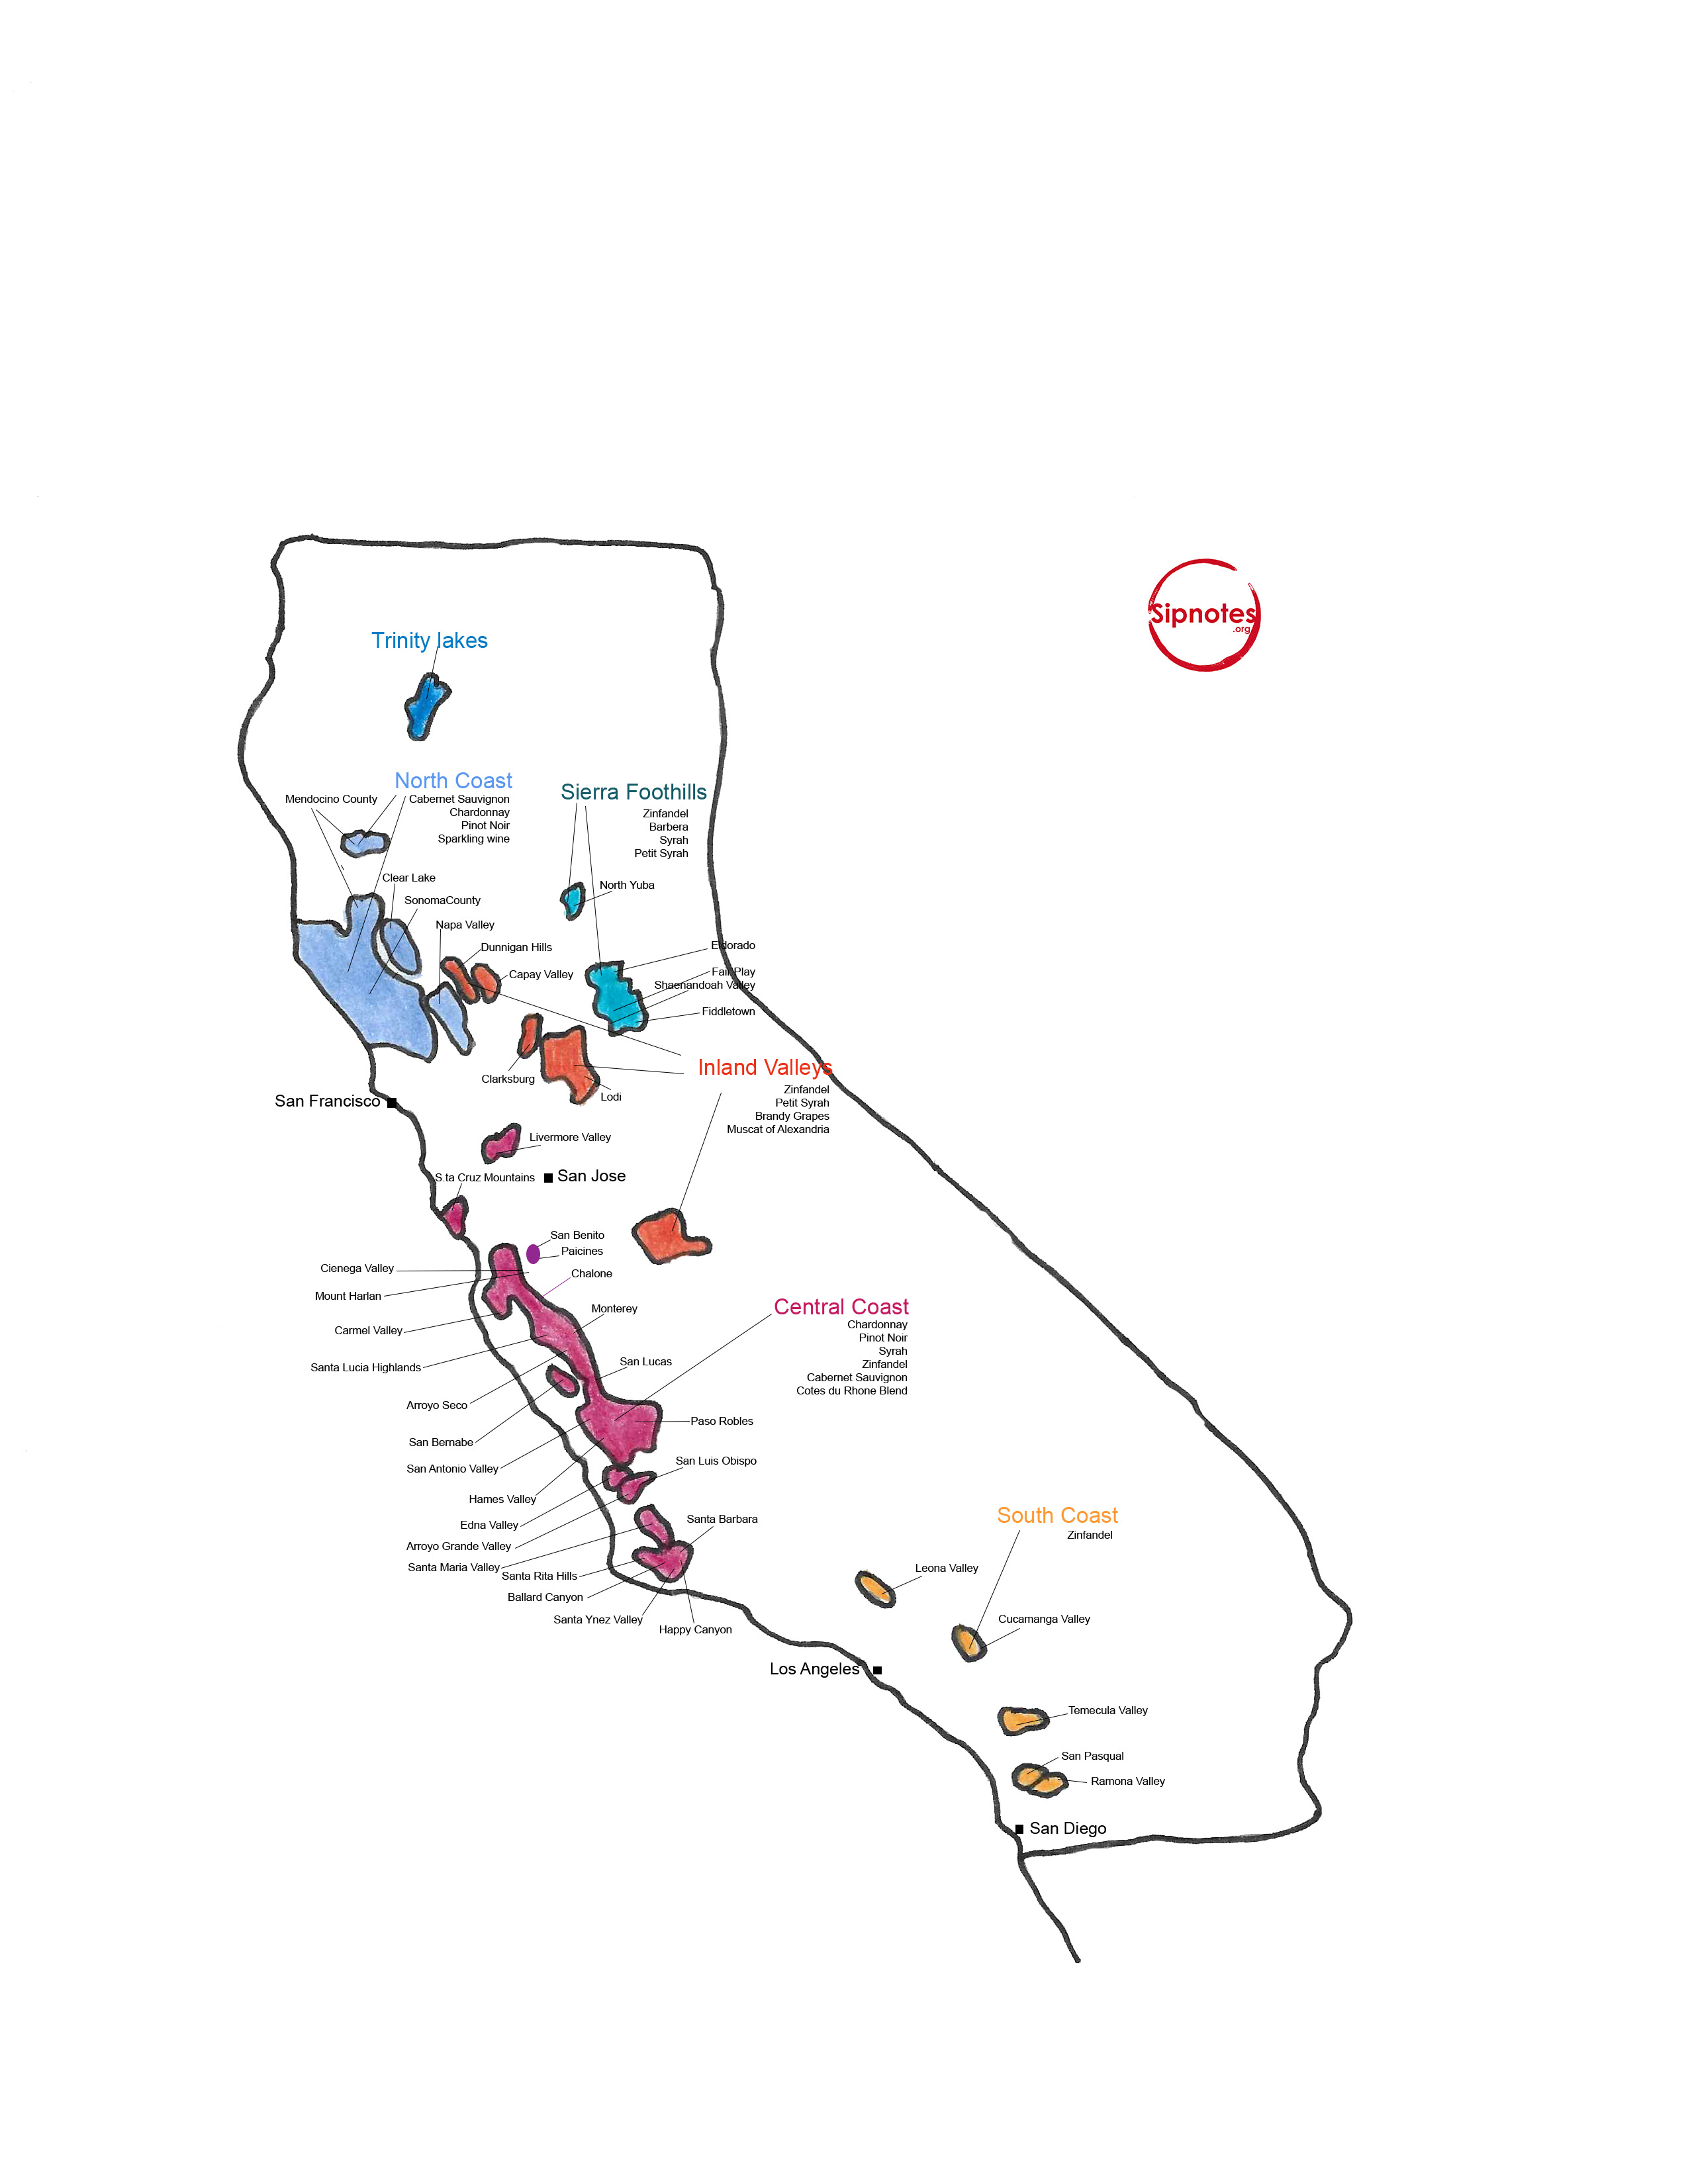 Sipnotes
.org
Trinity lakes
North Coast
Cabernet Sauvignon
Chardonnay
Pinot Noir
Sparkling wine
Mendocino County
Sierra Foothills
Zinfandel
Barbera
Syrah
Petit Syrah
Clear Lake
North Yuba
SonomaCounty
Napa Valley
Dunnigan Hills
Eldorado
Capay Valley
Fair Play
Shaenandoah Valley
Fiddletown
Inland Valleys
Zinfandel
Petit Syrah
Brandy Grapes
Muscat of Alexandria
Clarksburg
Lodi
San Francisco
Livermore Valley
S.ta Cruz Mountains
San Jose
San Benito
Paicines
Cienega Valley
Chalone
Mount Harlan
Monterey
Central Coast
Chardonnay
Pinot Noir
Syrah
Zinfandel
Cabernet Sauvignon
Cotes du Rhone Blend
Carmel Valley
Santa Lucia Highlands
San Lucas
Arroyo Seco
Paso Robles
San Bernabe
San Antonio Valley
San Luis Obispo
Hames Valley
Edna Valley
Santa Barbara
Arroyo Grande Valley
Santa Maria Valley
Santa Rita Hills
Ballard Canyon
Santa Ynez Valley
Happy Canyon
South Coast
Zinfandel
Leona Valley
Cucamanga Valley
Los Angeles
Temecula Valley
San Pasqual
Ramona Valley
San Diego